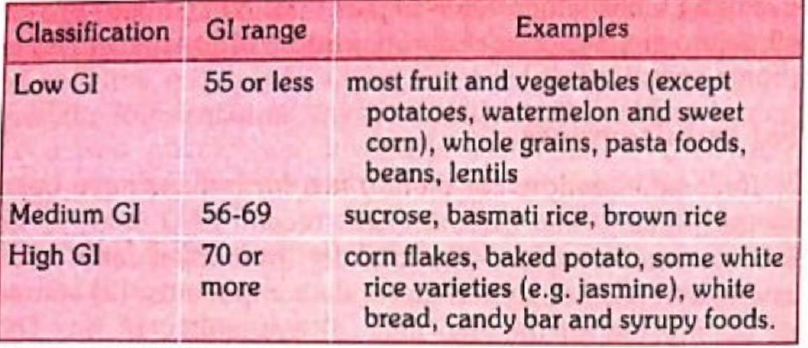 Classification GI range Examples
Low GI 55 or less most fruit and vegetables (except
potatoes, watermelon and sweet
corn), whole grains, pasta foods,
beans, lentils
Medium GI 56-69 sucrose, basmati rice, brown rice
High GI 70 or corn flakes, baked potato, some white
more rice varieties (e.g. jasmine), white
bread, candy bar and syrupy foods.